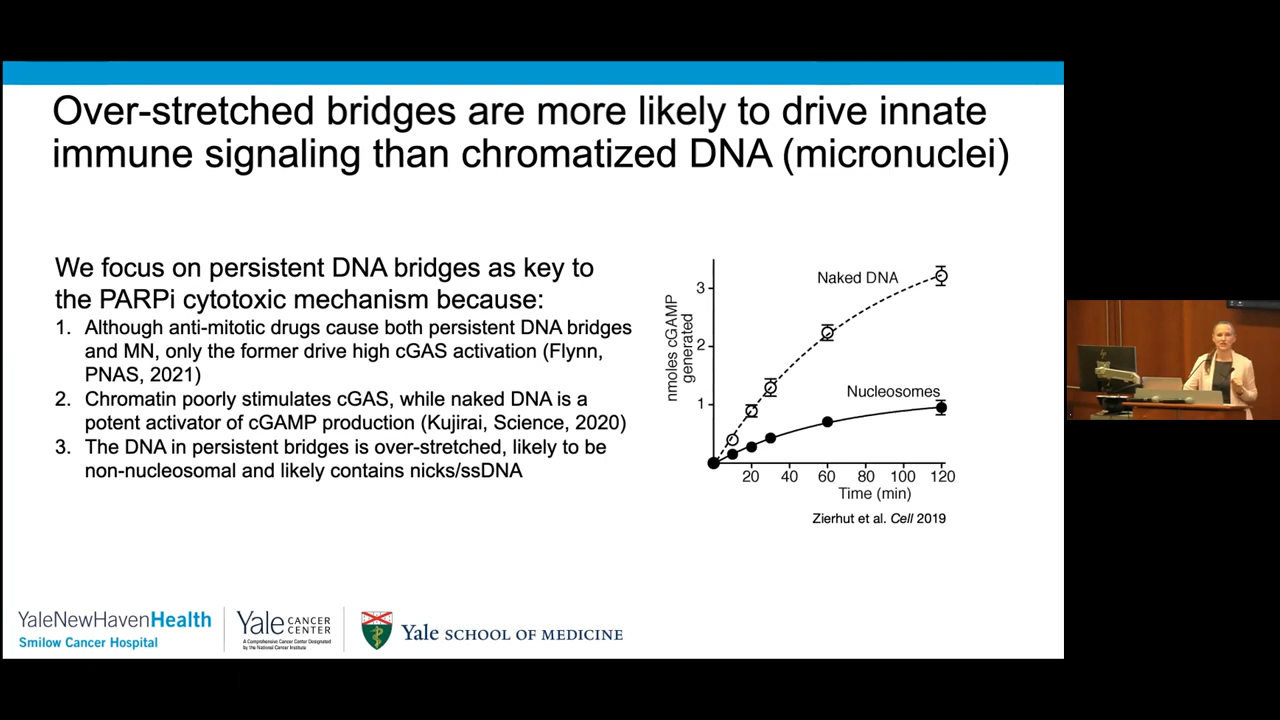 Over-stretched bridges are more likely to drive innate
immune signaling than chromatized DNA (micronuclei)
We focus on persistent DNA bridges as key to
the PARPi cytotoxic mechanism because:
1. Although anti-mitotic drugs cause both persistent DNA bridges
and MN, only the former drive high cGAS activation (Flynn,
PNAS, 2021)
2. Chromatin poorly stimulates cGAS, while naked DNA is a
potent activator of cGAMP production (Kujirai, Science, 2020)
3. The DNA in persistent bridges is over-stretched, likely to be
non-nucleosomal and likely contains nicks/ssDNA
nmoles cGAMP
generated
3
2
1
Naked DNA
Nucleosomes
20 40 60 80 100 120
Time (min)
Zierhut et al. Cell 2019
YaleNewHavenHealth
Smilow Cancer Hospital
Yale CANCER
CENTER
A Comprehensive Cancer Center Designated
by the National Cancer Institute
Yale SCHOOL OF MEDICINE